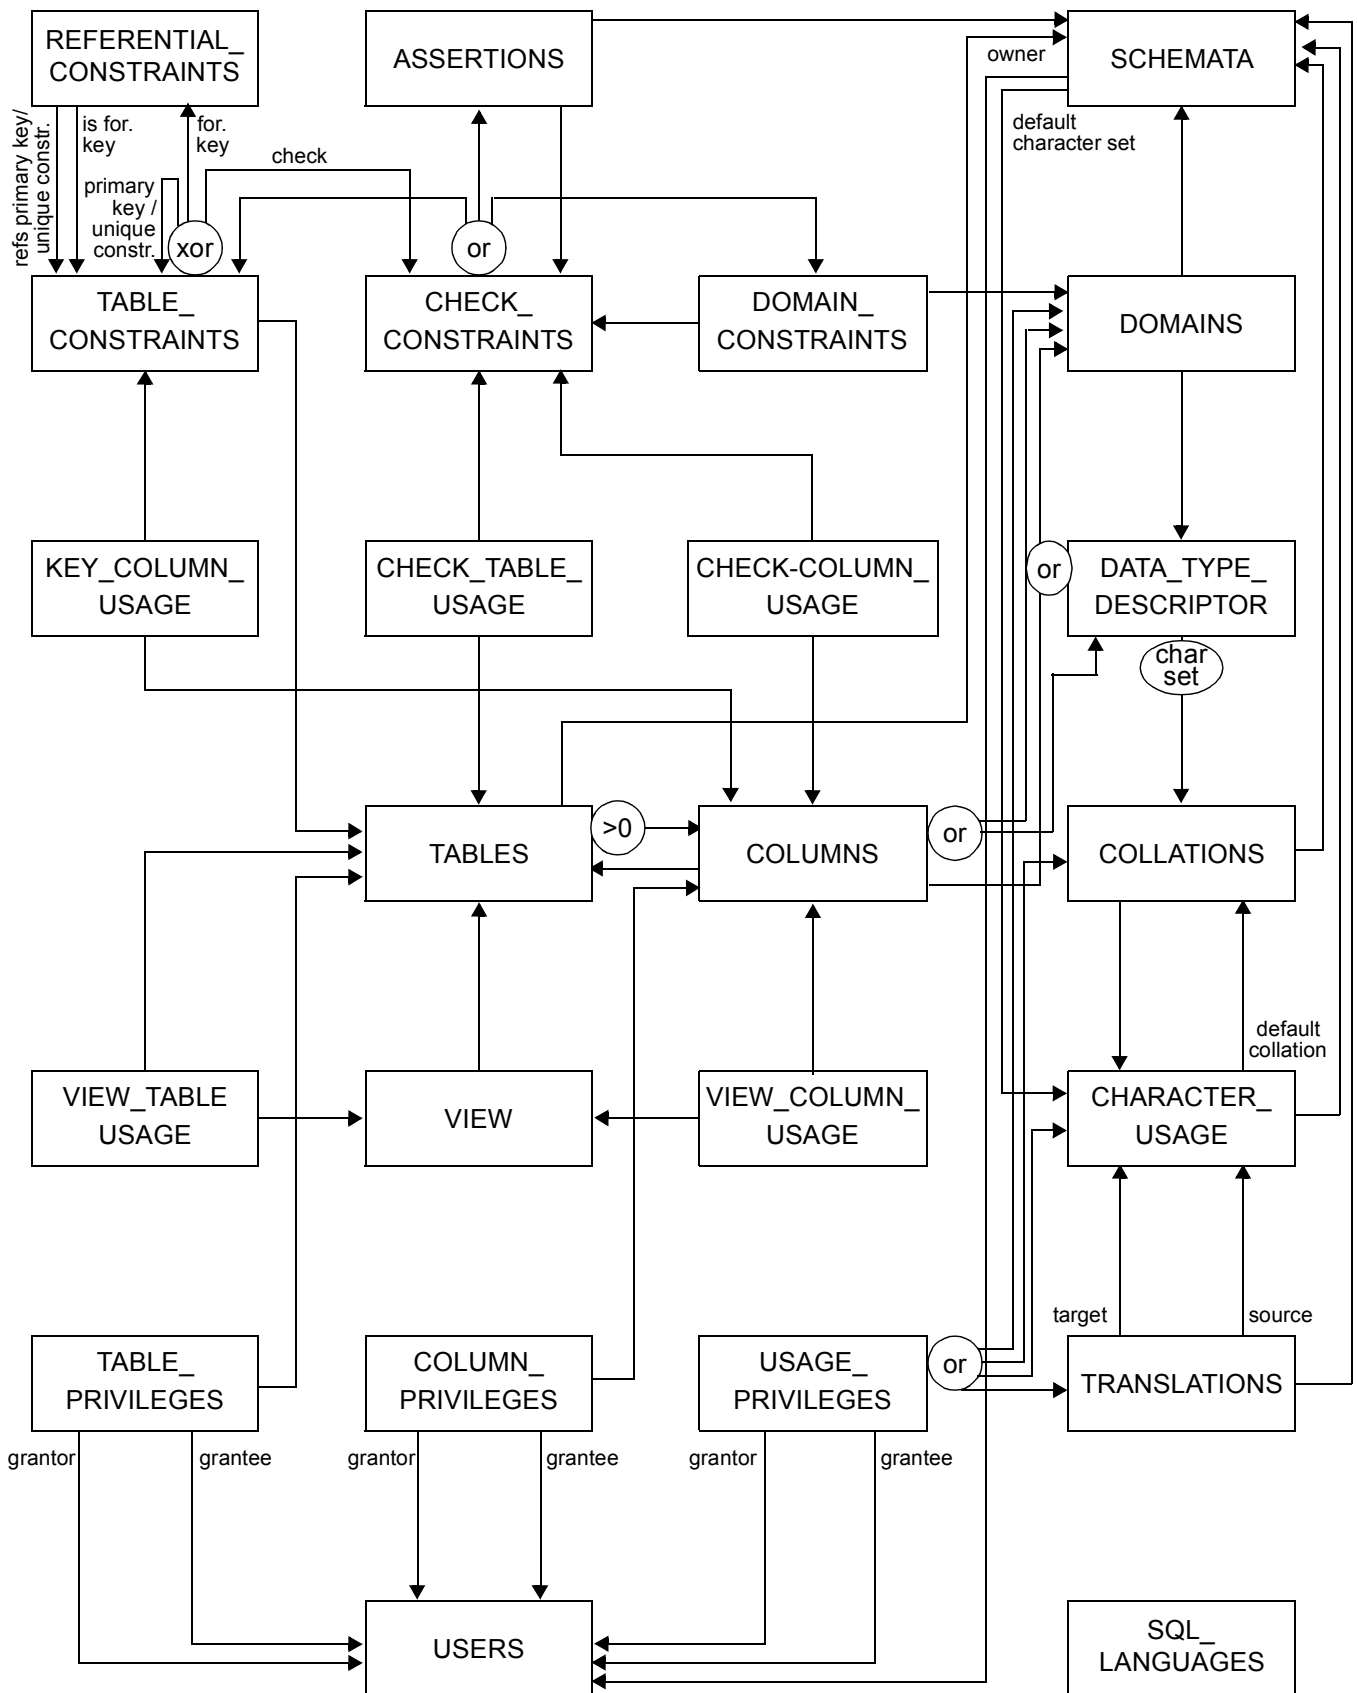 REFERENTIAL_
CONSTRAINTS
ASSERTIONS
SCHEMATA
owner
refs primary key/
unique constr.
is for.
key
for.
key
check
default
character set
primary
key /
unique
constr.
xor
or
TABLE_
CONSTRAINTS
CHECK_
CONSTRAINTS
DOMAIN_
CONSTRAINTS
DOMAINS
KEY_COLUMN_
USAGE
CHECK_TABLE_
USAGE
CHECK-COLUMN_
USAGE
or
DATA_TYPE_
DESCRIPTOR
char
set
TABLES
>0
COLUMNS
or
COLLATIONS
default
collation
VIEW_TABLE_
USAGE
VIEW
VIEW_COLUMN_
USAGE
CHARACTER_
USAGE
target
source
TABLE_
PRIVILEGES
COLUMN_
PRIVILEGES
USAGE_
PRIVILEGES
or
TRANSLATIONS
grantor
grantee
grantor
grantee
grantor
grantee
USERS
SQL_
LANGUAGES